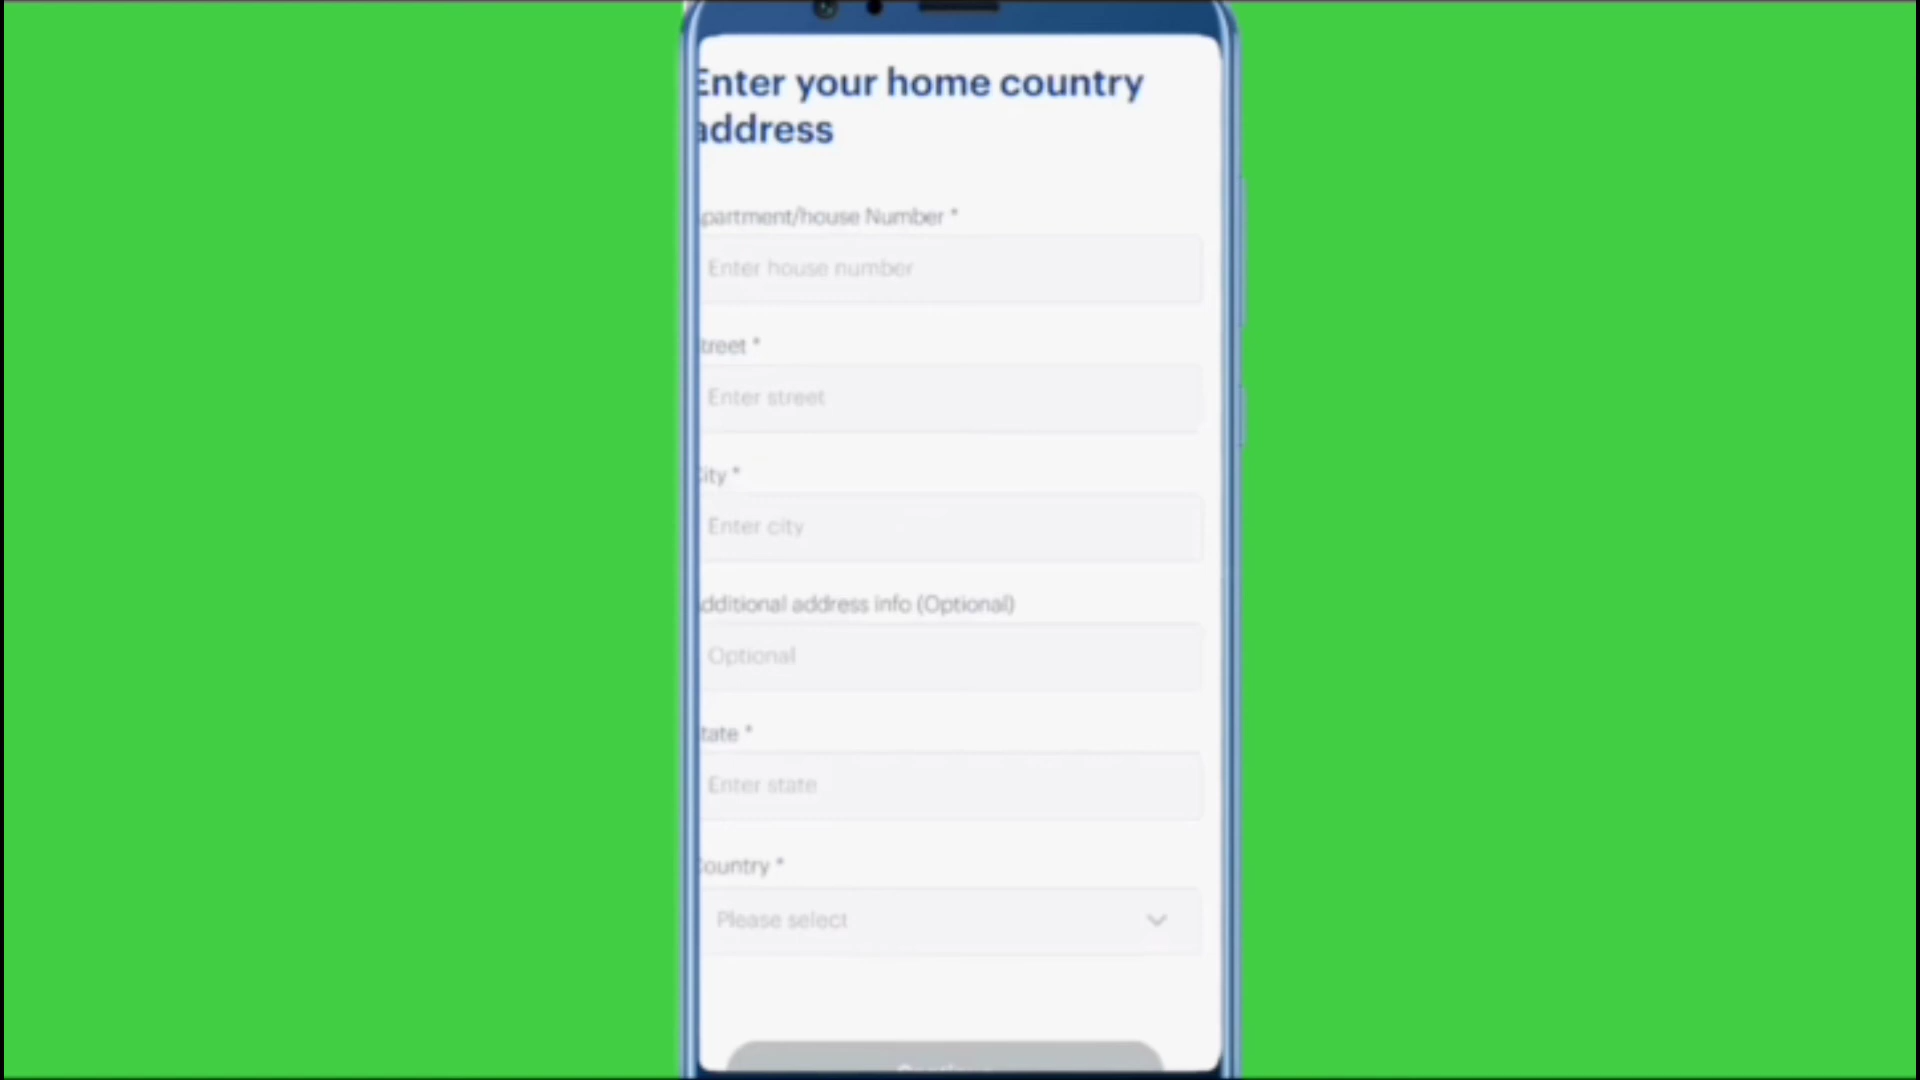 Enter your home country
address
partment/house Number *
Enter house number
treet *
Enter street
ity *
Enter city
dditional address info (Optional)
Optional
tate *
Enter state
ountry *
Please select